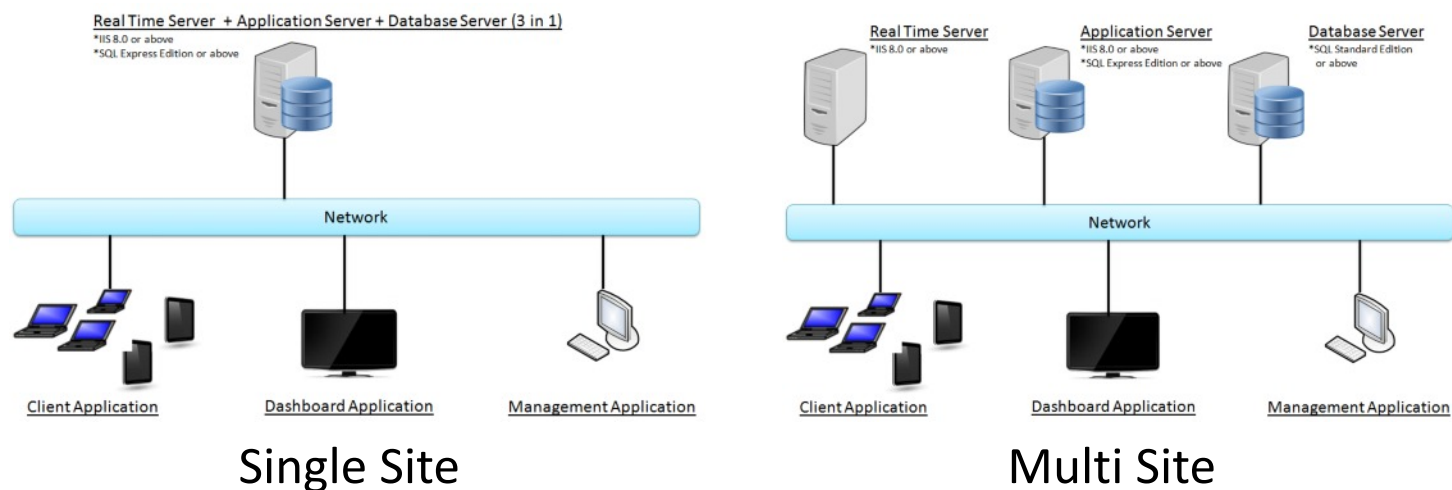 Real Time Server + Application Server + Database Server (3 in 1)
*IIS 8.0 or above
*SQL Express Edition or above
Network
Client Application
Dashboard Application
Management Application
Single Site
Real Time Server
*IIS 8.0 or above
Application Server
*IIS 8.0 or above
*SQL Express Edition or above
Database Server
*SQL Standard Edition
or above
Network
Client Application
Dashboard Application
Management Application
Multi Site